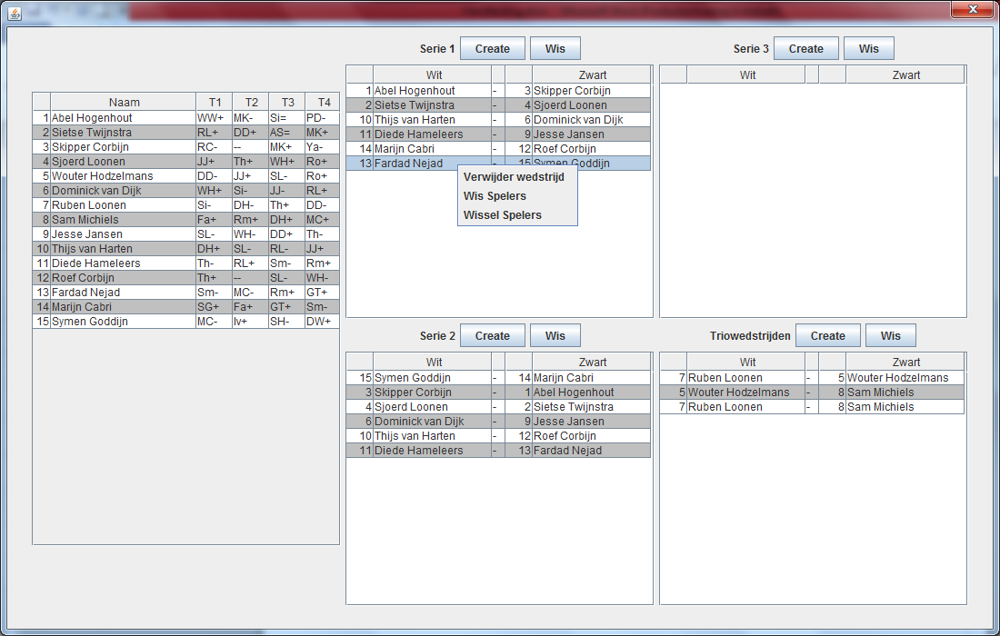 Naam T1 T2 T3 T4
1 Abel Hogenhout WW+ MK- Si= PD-
2 Sietse Twijnstra RL+ DD+ AS= MK+
3 Skipper Corbijn RC- -- MK+ Ya-
4 Sjoerd Loonen JJ+ Th+ WH+ Ro+
5 Wouter Hodzelmans DD- JJ+ SL- Ro+
6 Dominick van Dijk WH+ Si- JJ- RL+
7 Ruben Loonen Si- DH- Th+ DD-
8 Sam Michiels Fa+ Rm+ DH+ MC+
9 Jesse Jansen SL- WH- DD+ Th-
10 Thijs van Harten DH+ SL- RL- JJ+
11 Diede Hameleers Th- RL+ Sm- Rm+
12 Roef Corbijn Th+ -- SL- WH-
13 Fardad Nejad Sm- MC- Rm+ GT+
14 Marijn Cabri SG+ Fa+ GT+ Sm-
15 Symen Goddijn MC- Iv+ SH- DW+
Serie 1 Create Wis
Wit Zwart
1 Abel Hogenhout - 3 Skipper Corbijn
2 Sietse Twijnstra - 4 Sjoerd Loonen
10 Thijs van Harten - 6 Dominick van Dijk
11 Diede Hameleers - 9 Jesse Jansen
14 Marijn Cabri - 12 Roef Corbijn
13 Fardad Nejad - 15 Symen Goddijn
Verwijder wedstrijd
Wis Spelers
Wissel Spelers
Serie 3 Create Wis
Wit Zwart
Serie 2 Create Wis
Wit Zwart
15 Symen Goddijn - 14 Marijn Cabri
3 Skipper Corbijn - 1 Abel Hogenhout
4 Sjoerd Loonen - 2 Sietse Twijnstra
6 Dominick van Dijk - 9 Jesse Jansen
10 Thijs van Harten - 12 Roef Corbijn
11 Diede Hameleers - 13 Fardad Nejad
Triowedstrijden Create Wis
Wit Zwart
7 Ruben Loonen - 5 Wouter Hodzelmans
5 Wouter Hodzelmans - 8 Sam Michiels
7 Ruben Loonen - 8 Sam Michiels